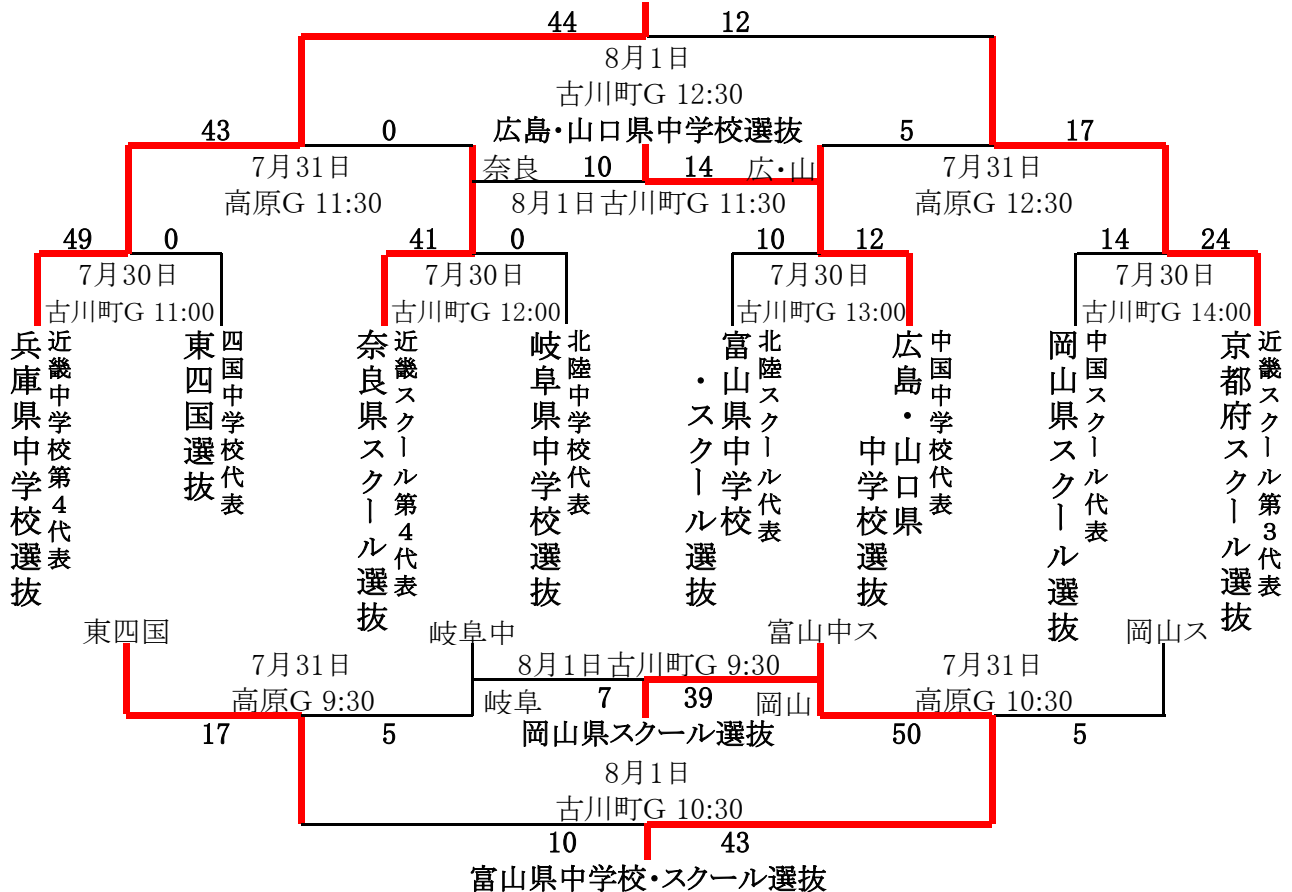 44 12
8月1日
古川町G 12:30
広島・山口県中学校選抜
43 0
5 17
7月31日
高原G 11:30
奈良 10 14 広・山
8月1日古川町G 11:30
7月31日
高原G 12:30
49 0
41 0
10 12
14 24
7月30日
古川町G 11:00
7月30日
古川町G 12:00
7月30日
古川町G 13:00
7月30日
古川町G 14:00
近畿中学校第4代表
兵庫県中学校選抜
四国中学校代表
東四国選抜
近畿スクール第4代表
奈良県スクール選抜
北陸中学校代表
岐阜県中学校選抜
北陸スクール代表
富山県中学校
・スクール選抜
中国中学校代表
広島・山口県
中学校選抜
中国スクール代表
岡山県スクール選抜
近畿スクール第3代表
京都府スクール選抜
東四国
岐阜中
富山中ス
岡山ス
7月31日
高原G 9:30
8月1日古川町G 9:30
岐阜 7 39 岡山
岡山県スクール選抜
7月31日
高原G 10:30
17 5
50 5
8月1日
古川町G 10:30
10 43
富山県中学校・スクール選抜